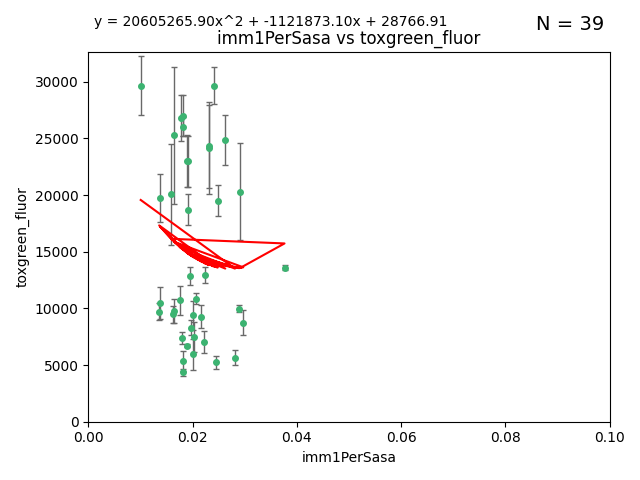 y = 20605265.90x^2 + -1121873.10x + 28766.91
N = 39
imm1PerSasa vs toxgreen_fluor
30000
25000
20000
15000
10000
5000
0
toxgreen_fluor
0.00
0.02
0.04
0.06
0.08
0.10
imm1PerSasa